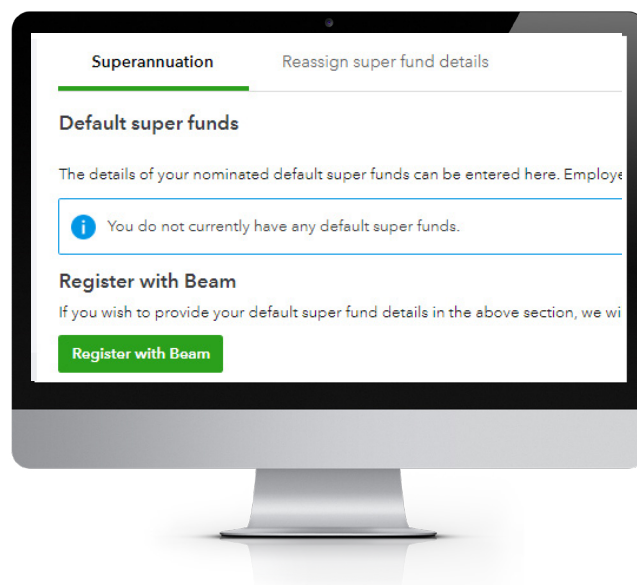 Superannuation Reassign super fund details
Default super funds
The details of your nominated default super funds can be entered here. Employe
You do not currently have any default super funds.
Register with Beam
If you wish to provide your default super fund details in the above section, we wi
Register with Beam